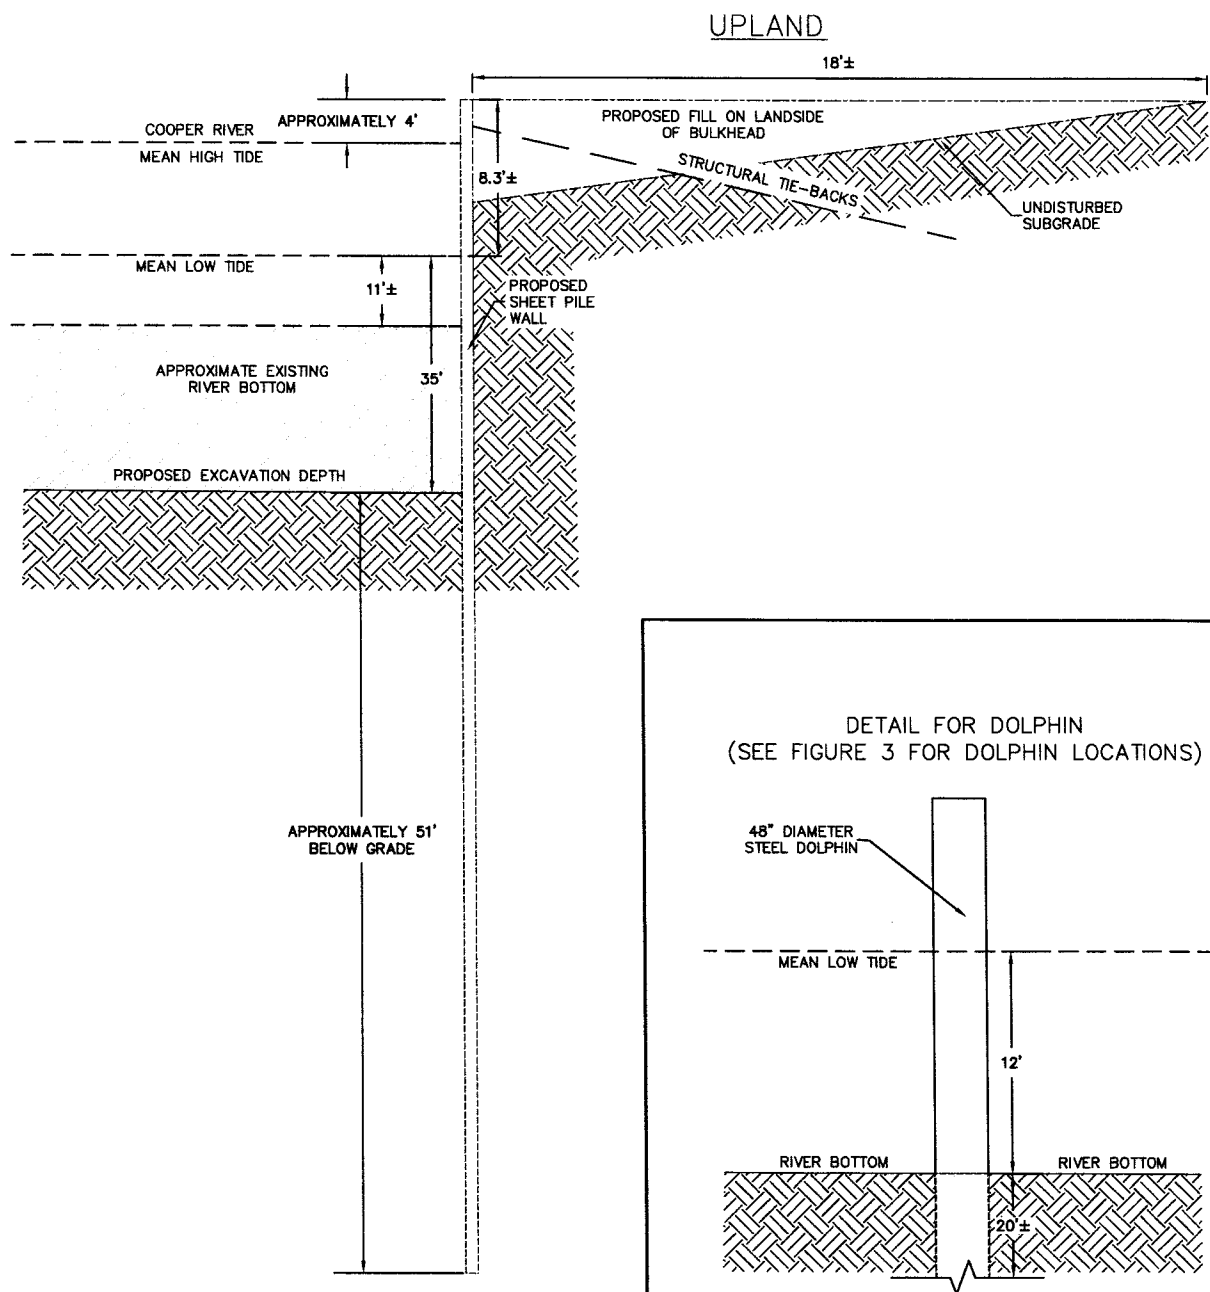 UPLAND
18'±
APPROXIMATELY 4'
COOPER RIVER
MEAN HIGH TIDE
PROPOSED FILL ON LANDSIDE
OF BULKHEAD
STRUCTURAL TIE-BACKS
8.3'±
UNDISTURBED
SUBGRADE
MEAN LOW TIDE
11'±
PROPOSED
SHEET PILE
WALL
APPROXIMATE EXISTING
RIVER BOTTOM
35'
PROPOSED EXCAVATION DEPTH
APPROXIMATELY 51'
BELOW GRADE
DETAIL FOR DOLPHIN
(SEE FIGURE 3 FOR DOLPHIN LOCATIONS)
48" DIAMETER
STEEL DOLPHIN
MEAN LOW TIDE
12'
RIVER BOTTOM
RIVER BOTTOM
20'±